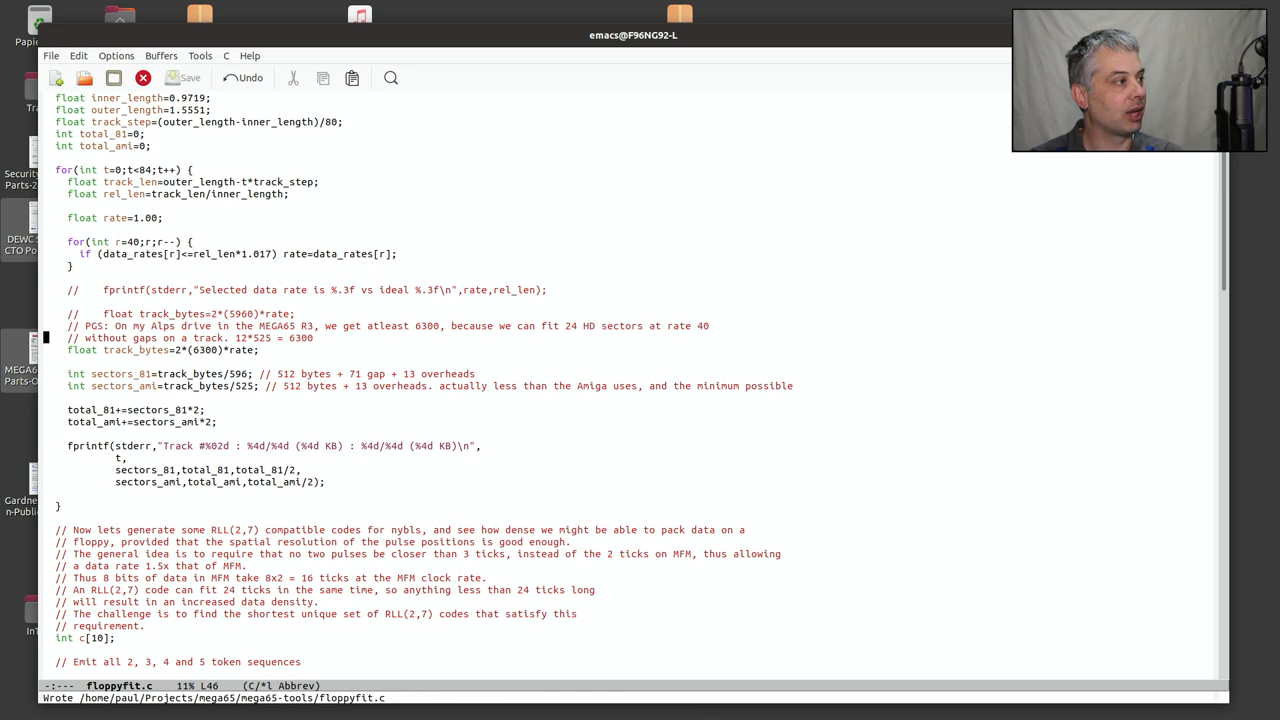 emacs@F96NG92-L
File Edit Options Buffers Tools C Help
Save Undo
float inner_length=0.9719;
float outer_length=1.5551;
float track_step=(outer_length-inner_length)/80;
int total_81=0;
int total_ami=0;
for(int t=0;t<84;t++) {
float track_len=outer_length-t*track_step;
float rel_len=track_len/inner_length;
float rate=1.00;
for(int r=40;r;r--) {
if (data_rates[r]<=rel_len*1.017) rate=data_rates[r];
}
// fprintf(stderr,"Selected data rate is %.3f vs ideal %.3f\n",rate,rel_len);
// float track_bytes=2*(5960)*rate;
// PGS: On my Alps drive in the MEGA65 R3, we get atleast 6300, because we can fit 24 HD sectors at rate 40
// without gaps on a track. 12*525 = 6300
float track_bytes=2*(6300)*rate;
int sectors_81=track_bytes/596; // 512 bytes + 71 gap + 13 overheads
int sectors_ami=track_bytes/525; // 512 bytes + 13 overheads. actually less than the Amiga uses, and the minimum possible
total_81+=sectors_81*2;
total_ami+=sectors_ami*2;
fprintf(stderr,"Track #%02d : %4d/%4d (%4d KB) : %4d/%4d (%4d KB)\n",
t,
sectors_81,total_81,total_81/2,
sectors_ami,total_ami,total_ami/2);
}
// Now lets generate some RLL(2,7) compatible codes for nybls, and see how dense we might be able to pack data on a
// floppy, provided that the spatial resolution of the pulse positions is good enough.
// The general idea is to require that no two pulses be closer than 3 ticks, instead of the 2 ticks on MFM, thus allowing
// a data rate 1.5x that of MFM.
// Thus 8 bits of data in MFM take 8x2 = 16 ticks at the MFM clock rate.
// An RLL(2,7) code can fit 24 ticks in the same time, so anything less than 24 ticks long
// will result in an increased data density.
// The challenge is to find the shortest unique set of RLL(2,7) codes that satisfy this
// requirement.
int c[10];
// Emit all 2, 3, 4 and 5 token sequences
-:--- floppyfit.c 11% L46 (C/*l Abbrev)
Wrote /home/paul/Projects/mega65/mega65-tools/floppyfit.c
Papie
Tra
Security
Parts-2
DEWC
CTO Po
MEGA6
Parts-O
Gardne
n-Public
InT